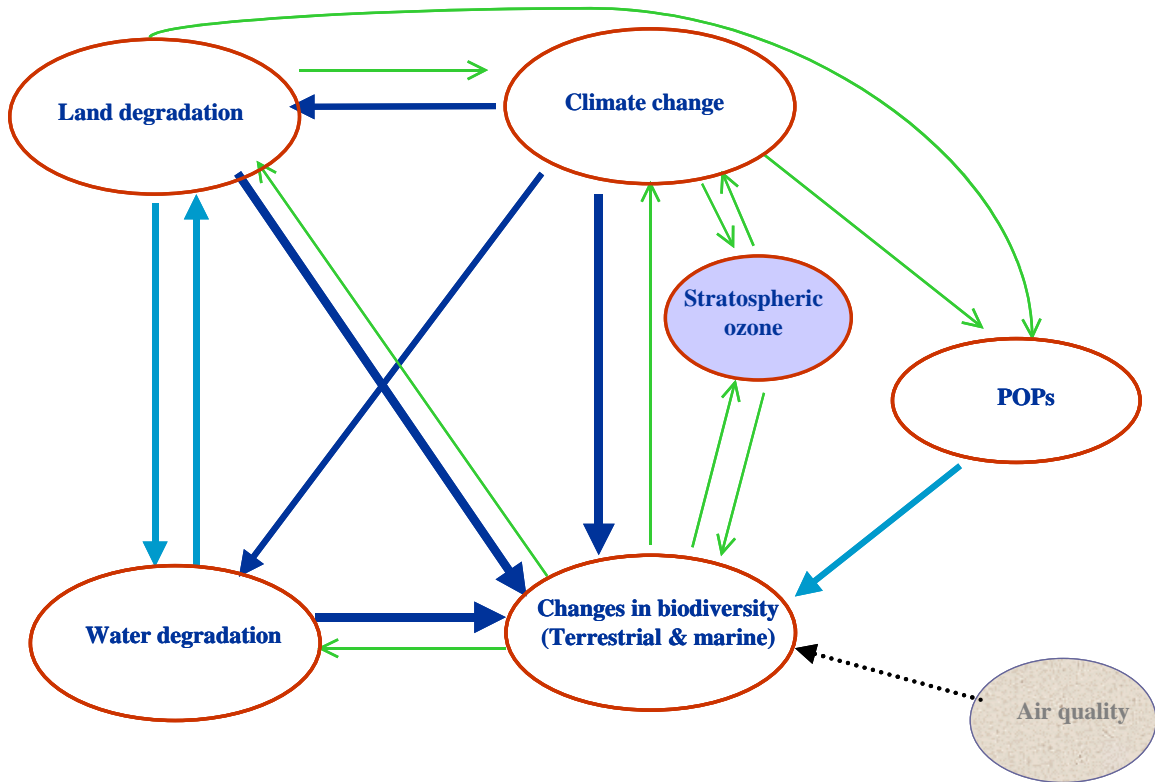 Land degradation
Climate change
Stratospheric
ozone
POPs
Changes in biodiversity
(Terrestrial & marine)
Water degradation
Air quality